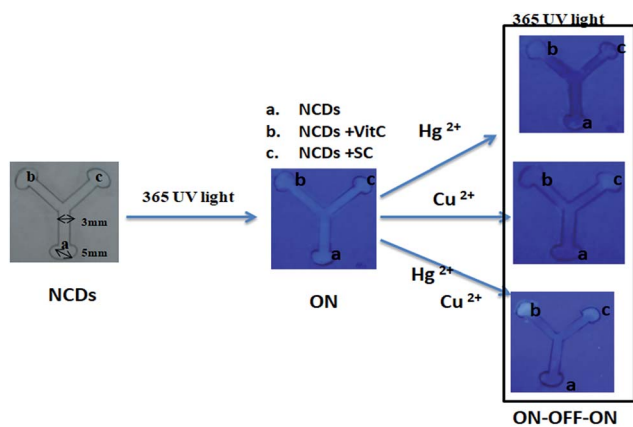 365 UV light
b
c
a
a. NCDs
b. NCDs +VitC
c. NCDs +SC
Hg 2+
b
c
3mm
a
5mm
NCDs
365 UV light
b
c
a
ON
Cu 2+
b
c
a
Hg 2+
Cu 2+
b
c
a
ON-OFF-ON